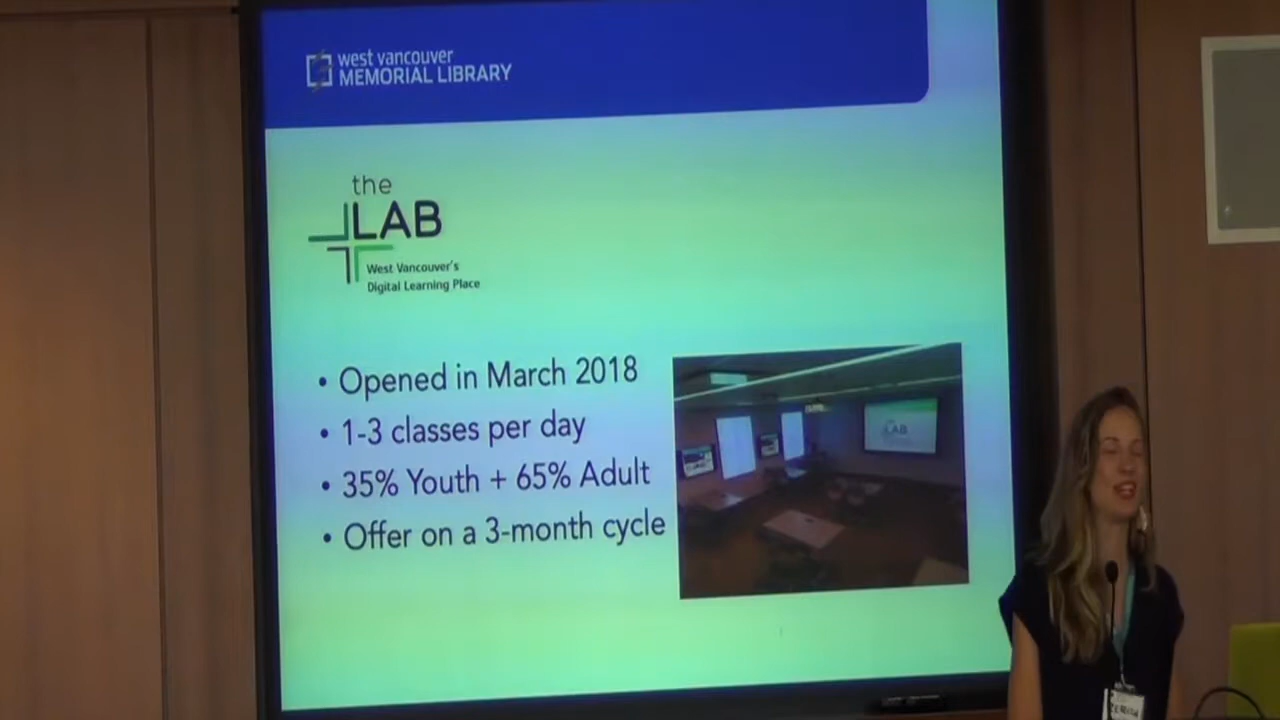 west vancouver
MEMORIAL LIBRARY
the
LAB
West Vancouver's
Digital Learning Place
• Opened in March 2018
• 1-3 classes per day
• 35% Youth + 65% Adult
• Offer on a 3-month cycle
LAB